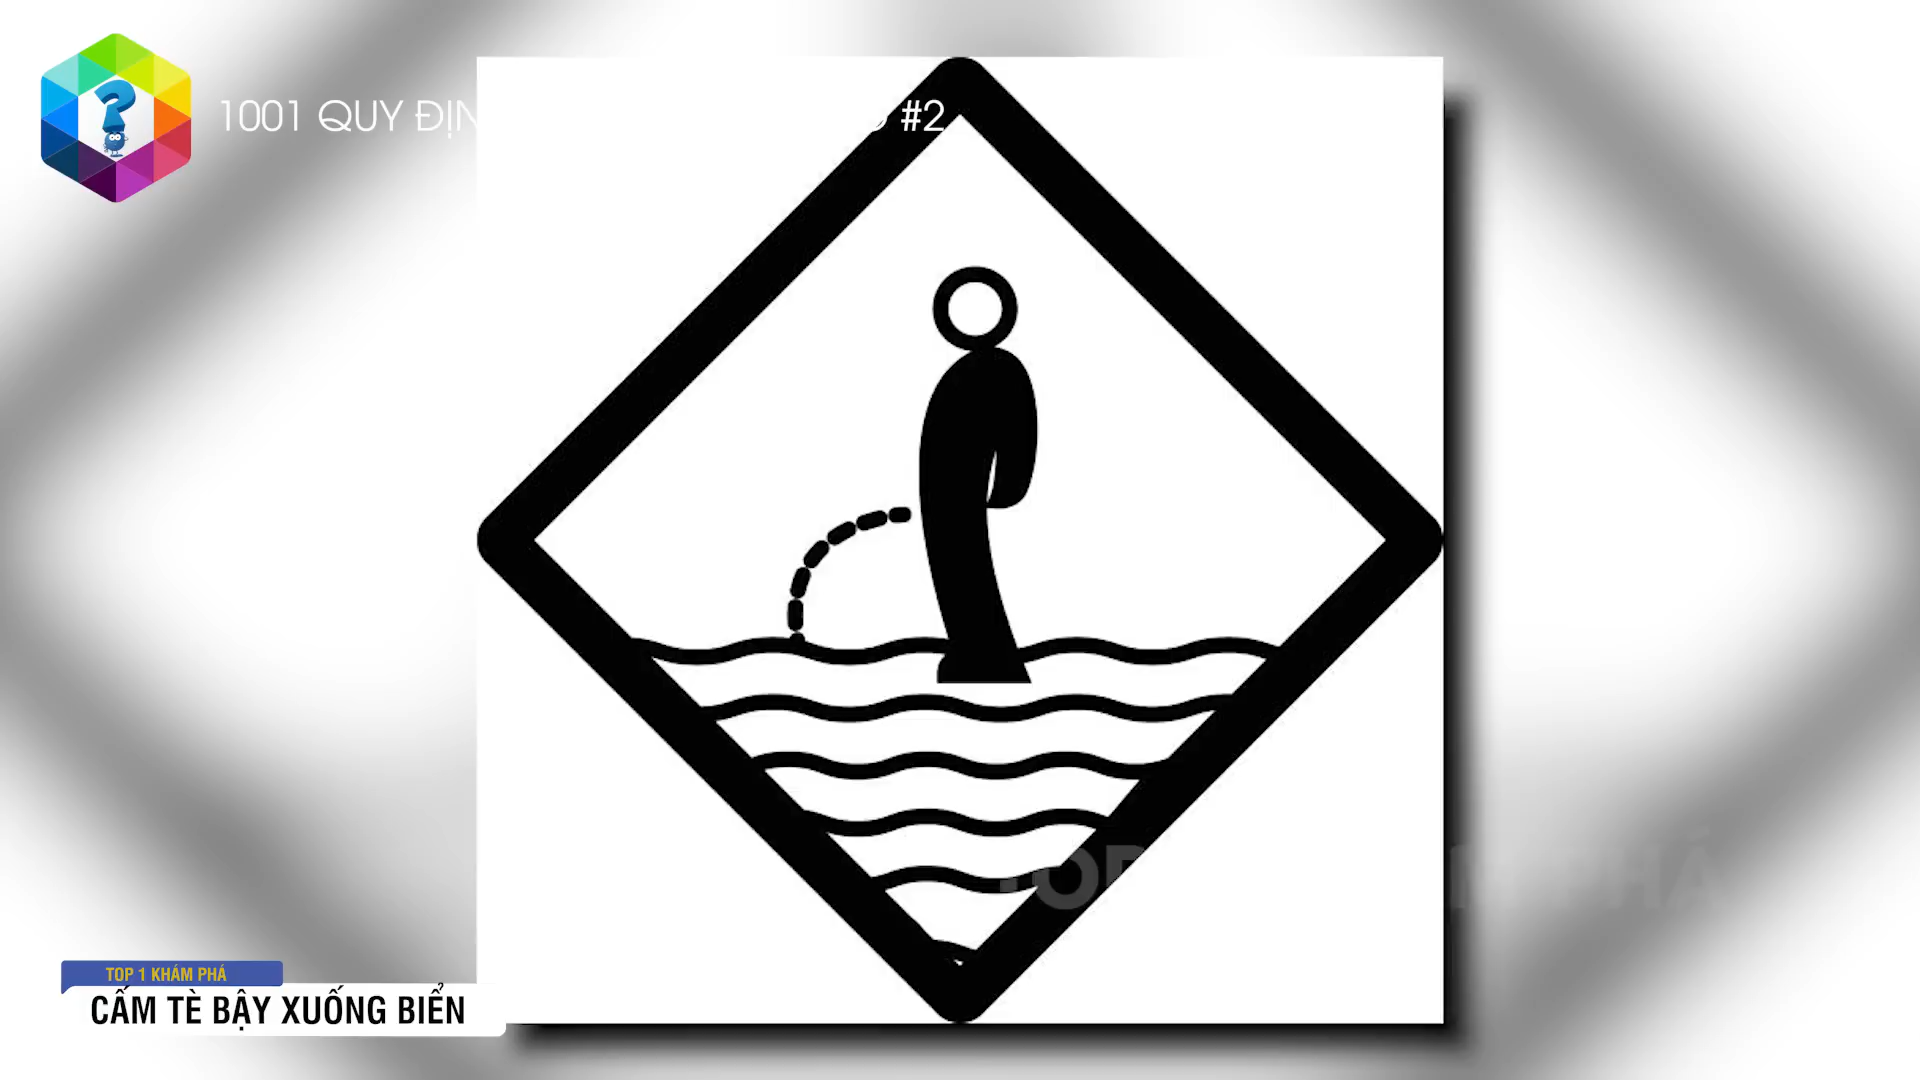 1001 QUY ĐỊN
#2
TOP 1 KHÁM PHÁ
CẤM TÈ BẬY XUỐNG BIỂN